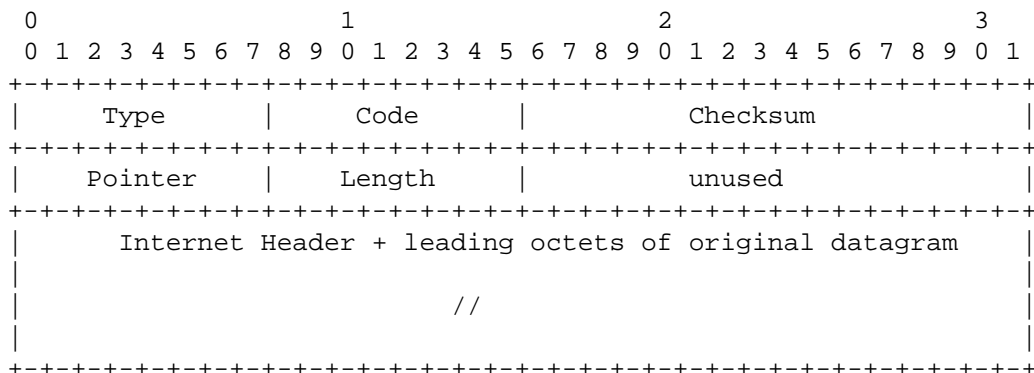 0                   1                   2                   3
0 1 2 3 4 5 6 7 8 9 0 1 2 3 4 5 6 7 8 9 0 1 2 3 4 5 6 7 8 9 0 1
+-+-+-+-+-+-+-+-+-+-+-+-+-+-+-+-+-+-+-+-+-+-+-+-+-+-+-+-+-+-+-+-+
|     Type      |     Code      |          Checksum             |
+-+-+-+-+-+-+-+-+-+-+-+-+-+-+-+-+-+-+-+-+-+-+-+-+-+-+-+-+-+-+-+-+
|    Pointer    |    Length     |          unused               |
+-+-+-+-+-+-+-+-+-+-+-+-+-+-+-+-+-+-+-+-+-+-+-+-+-+-+-+-+-+-+-+-+
|      Internet Header + leading octets of original datagram    |
|                                                               |
|                           //                                  |
|                                                               |
+-+-+-+-+-+-+-+-+-+-+-+-+-+-+-+-+-+-+-+-+-+-+-+-+-+-+-+-+-+-+-+-+